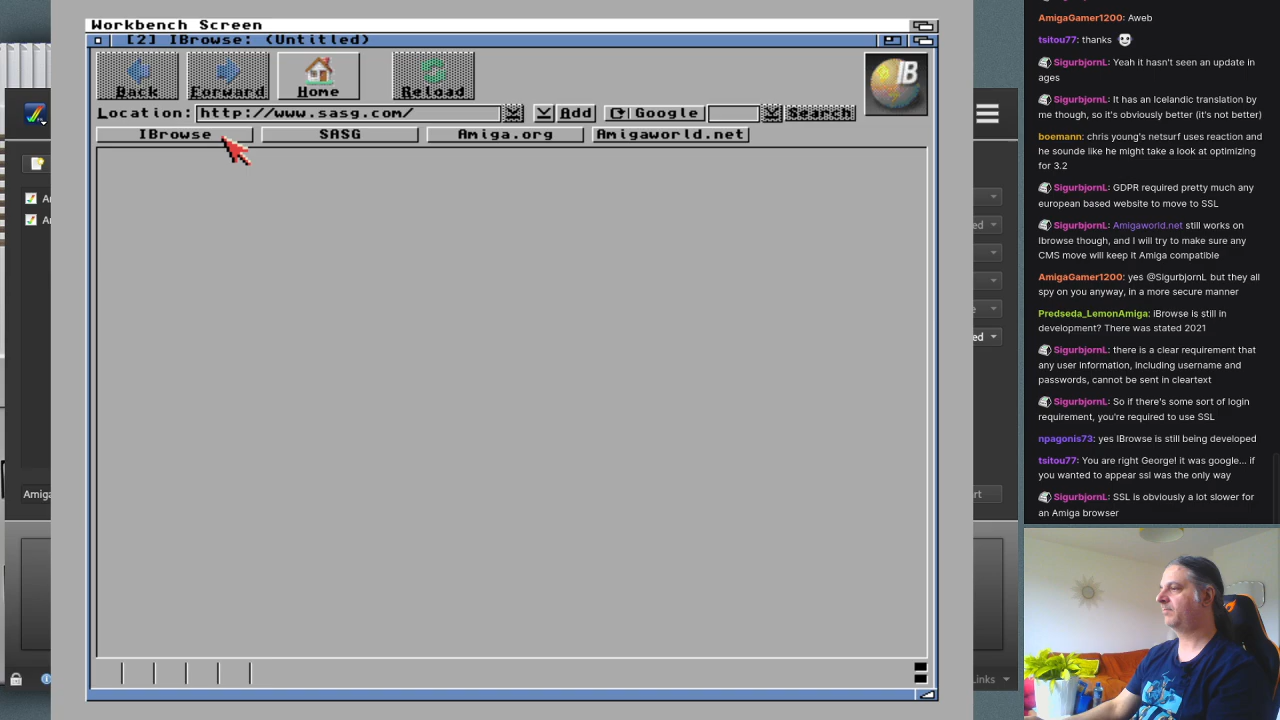 Workbench Screen
[2] IBrowse: (Untitled)
Back
Forward
Home
Reload
IB
Location:
http://www.sasg.com/
Add
Google
Search
IBrowse
SASG
Amiga.org
Amigaworld.net
A
A
Amiga
ed
e
ed
rt
Links
AmigaGamer1200: Aweb
tsitou77: thanks
SigurbjornL: Yeah it hasn't seen an update in
ages
SigurbjornL: It has an Icelandic translation by
me though, so it's obviously better (it's not better)
boemann: chris young's netsurf uses reaction and
he sounde like he might take a look at optimizing
for 3.2
SigurbjornL: GDPR required pretty much any
european based website to move to SSL
SigurbjornL: Amigaworld.net still works on
Ibrowse though, and I will try to make sure any
CMS move will keep it Amiga compatible
AmigaGamer1200: yes @SigurbjornL but they all
spy on you anyway, in a more secure manner
Predseda_LemonAmiga: iBrowse is still in
development? There was stated 2021
SigurbjornL: there is a clear requirement that
any user information, including username and
passwords, cannot be sent in cleartext
SigurbjornL: So if there's some sort of login
requirement, you're required to use SSL
npagonis73: yes IBrowse is still being developed
tsitou77: You are right George! it was google... if
you wanted to appear ssl was the only way
SigurbjornL: SSL is obviously a lot slower for
an Amiga browser